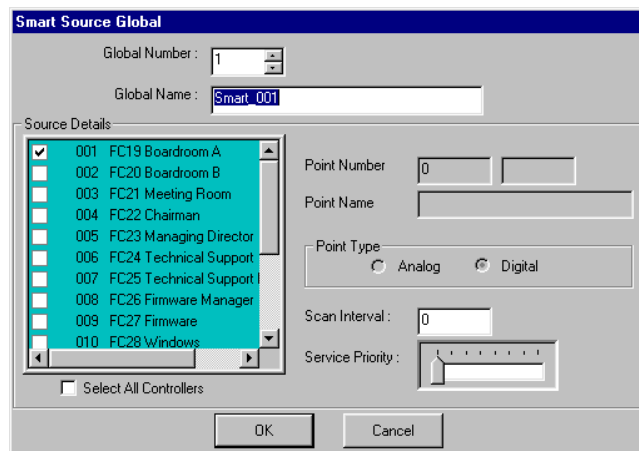 Smart Source Global
Global Number : 1
Global Name : Smart_001
Source Details
001 FC19 Boardroom A
002 FC20 Boardroom B
003 FC21 Meeting Room
004 FC22 Chairman
005 FC23 Managing Director
006 FC24 Technical Support
007 FC25 Technical Support
008 FC26 Firmware Manager
009 FC27 Firmware
010 FC28 Windows
Select All Controllers
Point Number 0
Point Name
Point Type
Analog Digital
Scan Interval : 0
Service Priority :
OK Cancel